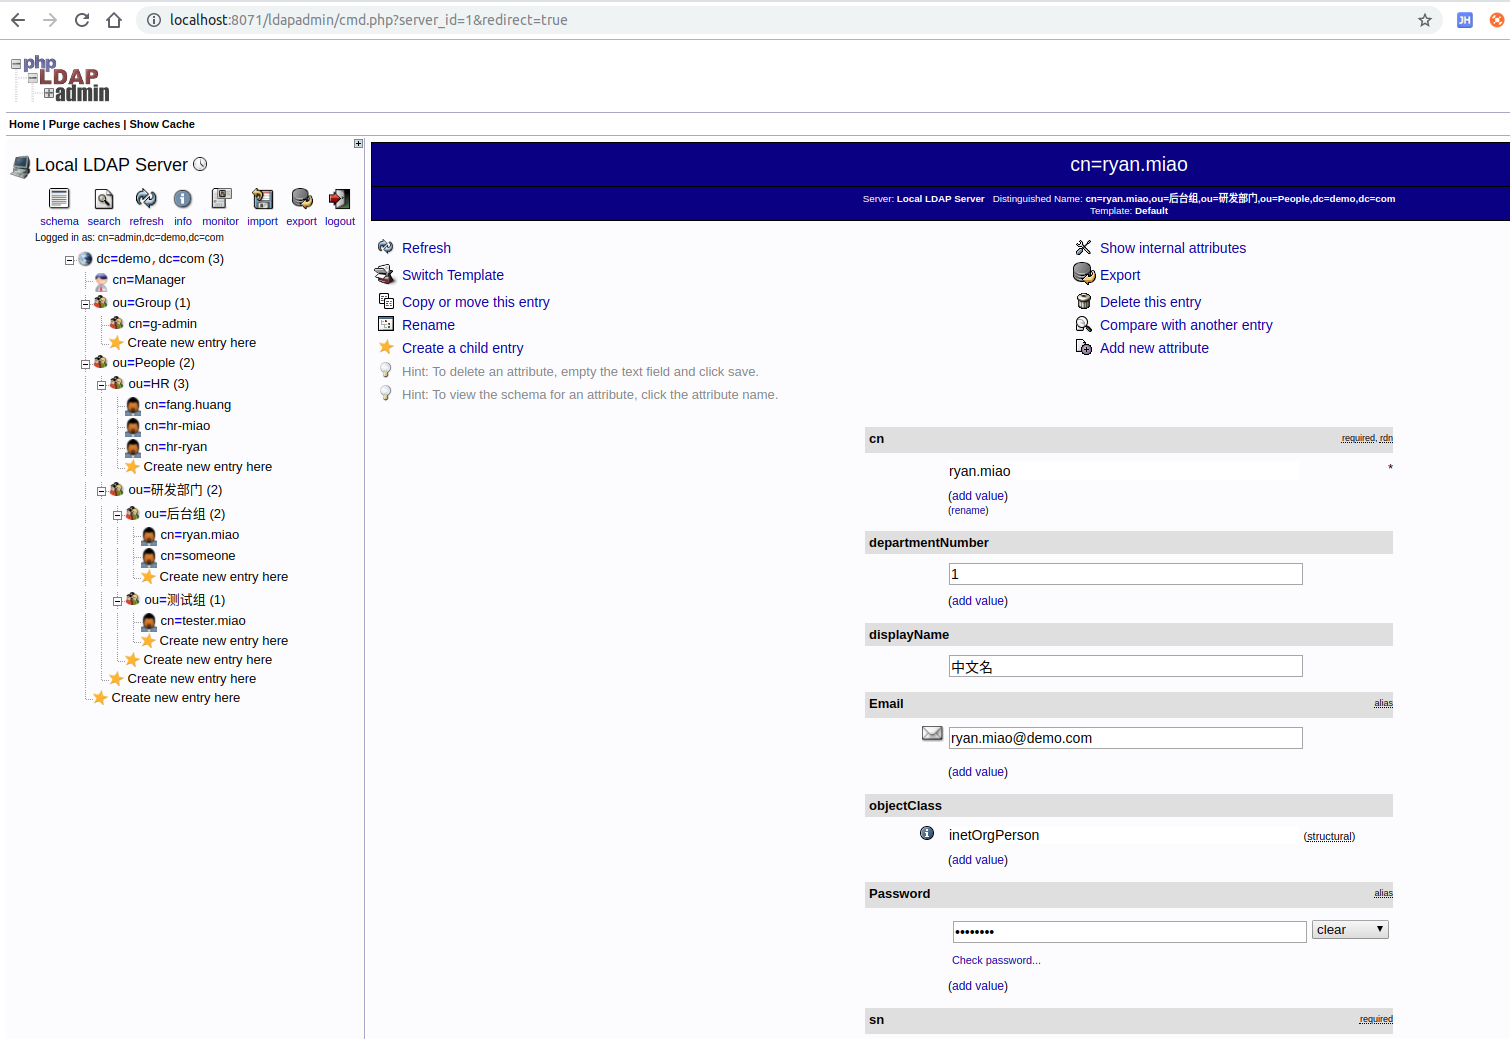 localhost:8071/ldapadmin/cmd.php?server_id=1&redirect=true
JH
php
LDAP
admin
Home | Purge caches | Show Cache
Local LDAP Server
schema search refresh info monitor import export logout
Logged in as: cn=admin,dc=demo,dc=com
dc=demo,dc=com (3)
cn=Manager
ou=Group (1)
cn=g-admin
Create new entry here
ou=People (2)
ou=HR (3)
cn=fang.huang
cn=hr-miao
cn=hr-ryan
Create new entry here
ou=研发部门 (2)
ou=后台组 (2)
cn=ryan.miao
cn=someone
Create new entry here
ou=测试组 (1)
cn=tester.miao
Create new entry here
Create new entry here
Create new entry here
Create new entry here
cn=ryan.miao
Server: Local LDAP Server Distinguished Name: cn=ryan.miao,ou=后台组,ou=研发部门,ou=People,dc=demo,dc=com
Template: Default
Refresh
Switch Template
Copy or move this entry
Rename
Create a child entry
Hint: To delete an attribute, empty the text field and click save.
Hint: To view the schema for an attribute, click the attribute name.
Show internal attributes
Export
Delete this entry
Compare with another entry
Add new attribute
cn required, rdn
ryan.miao *
(add value)
(rename)
departmentNumber
1
(add value)
displayName
中文名
Email alias
ryan.miao@demo.com
(add value)
objectClass
inetOrgPerson (structural)
(add value)
Password alias
•••••••• clear
Check password...
(add value)
sn required